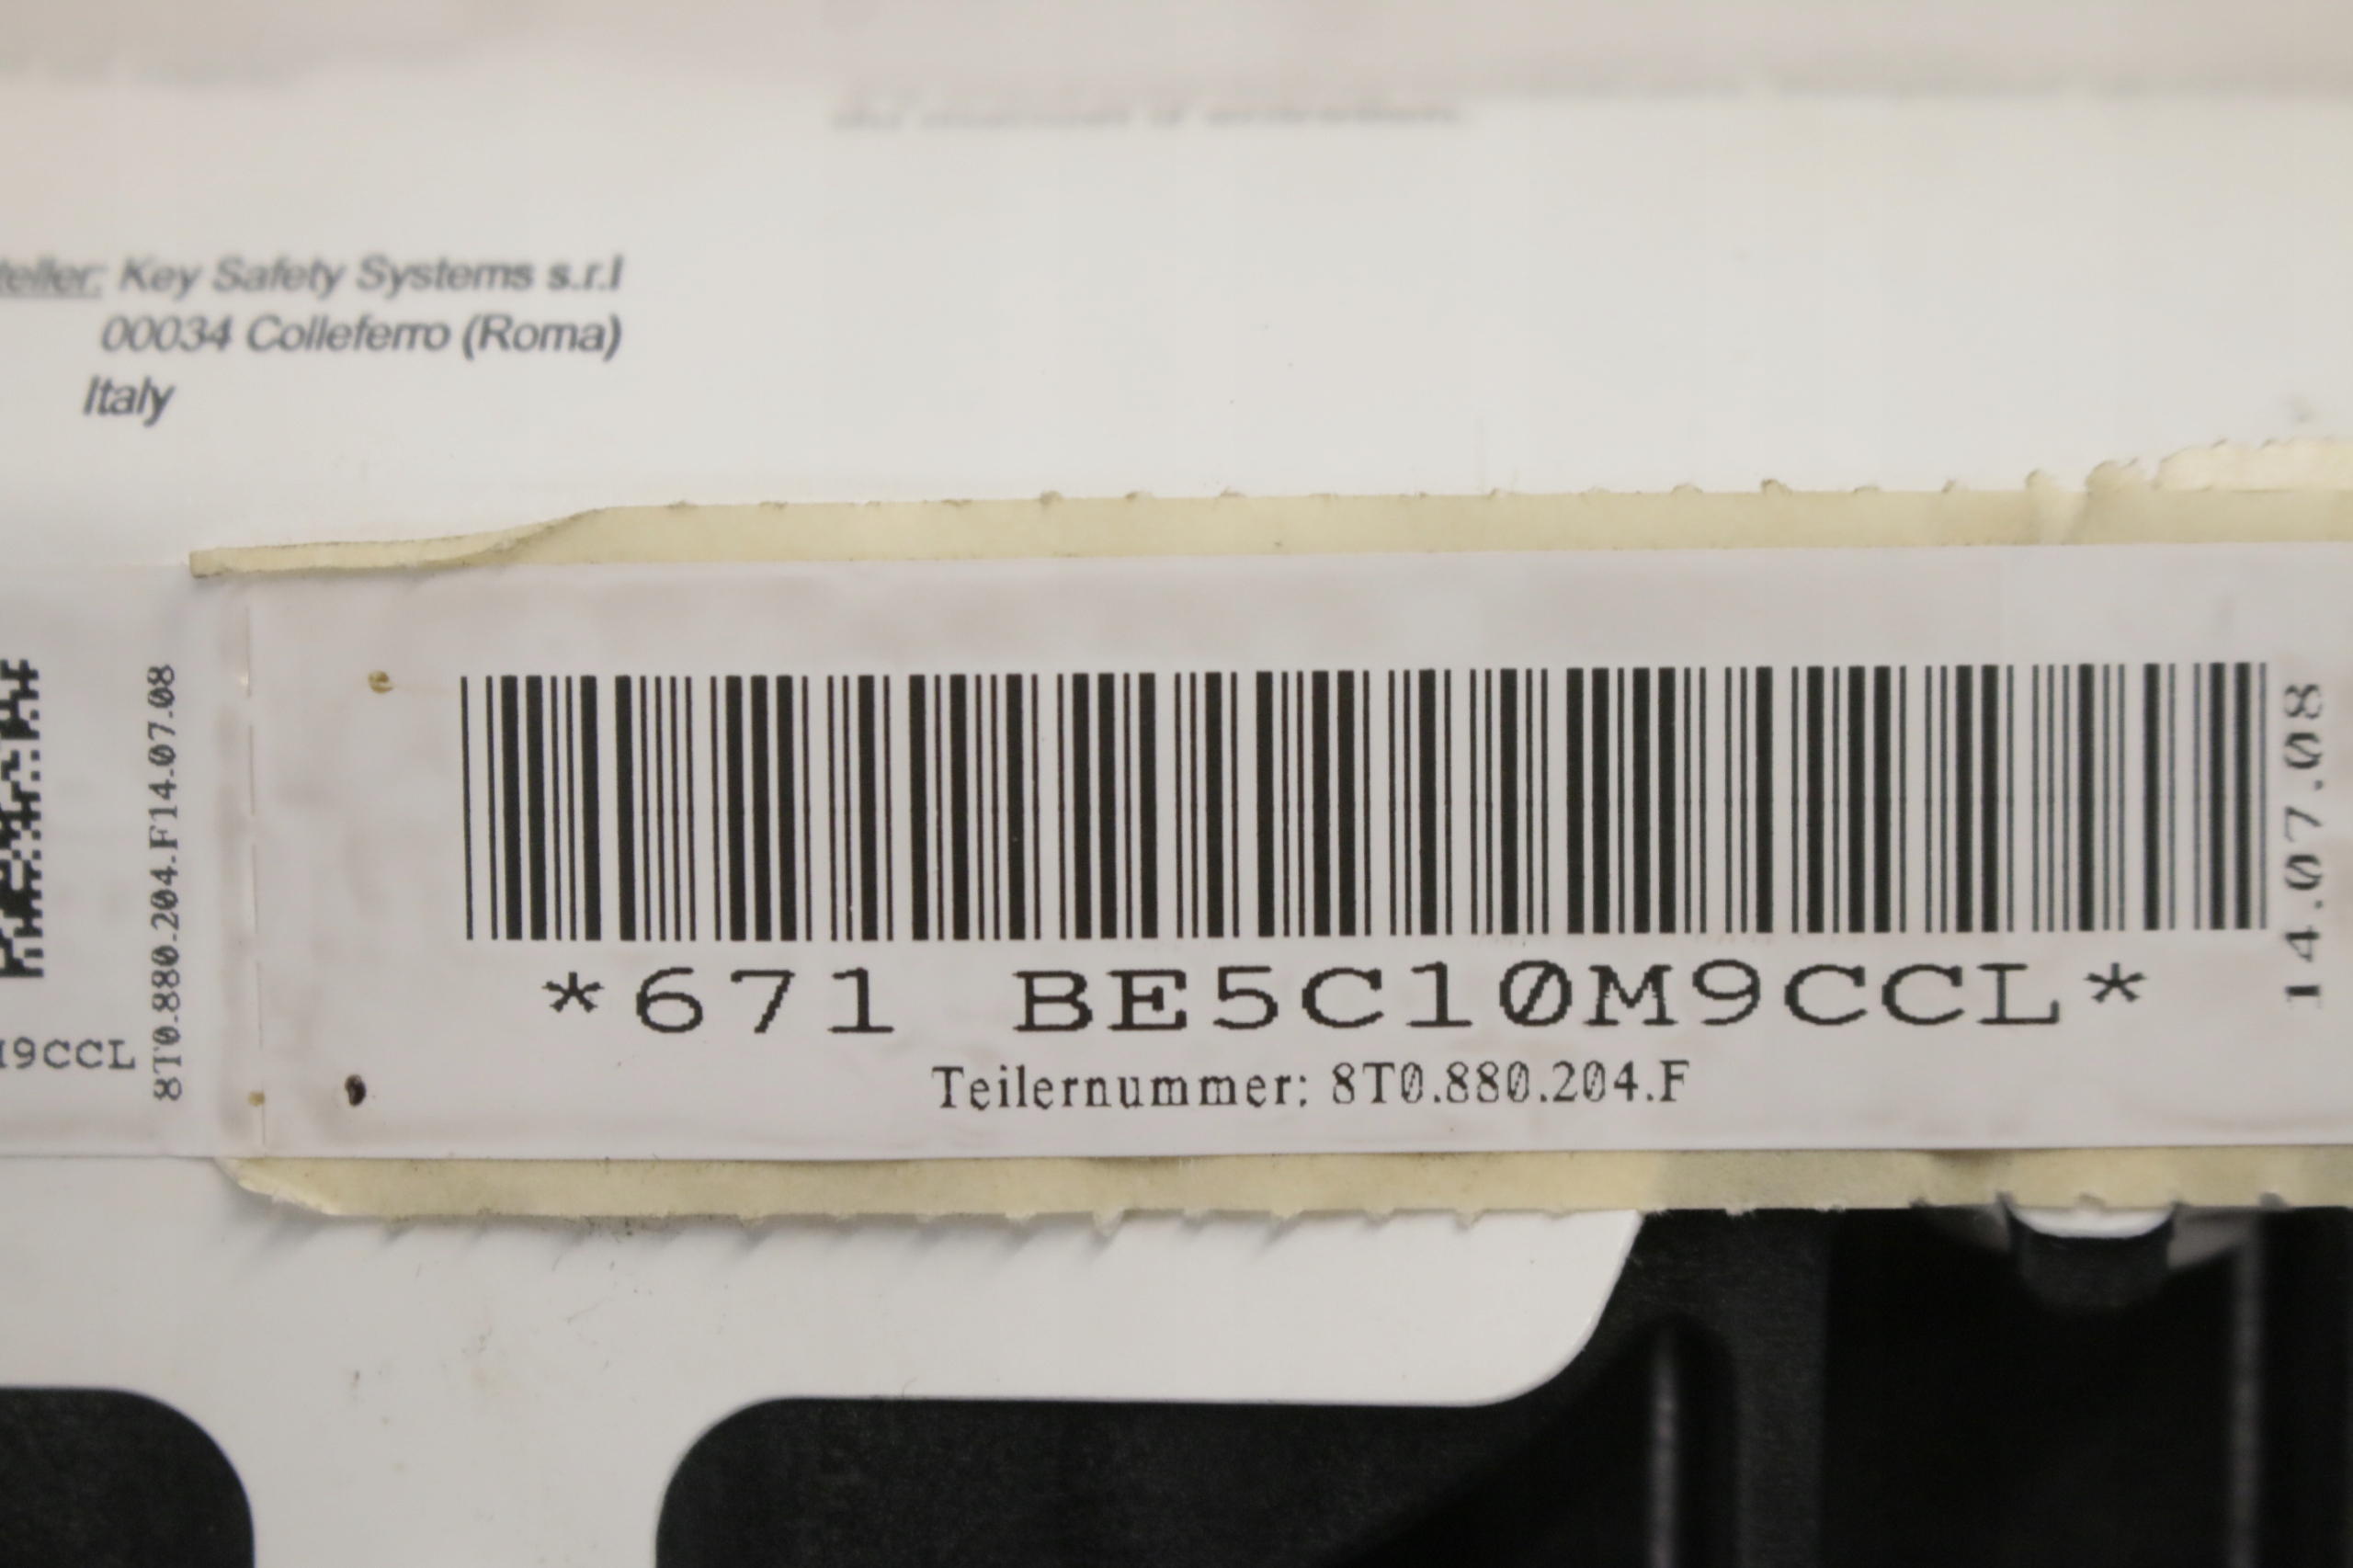 teller: Key Safety Systems s.r.l
00034 Colleferro (Roma)
Italy
8T0.880.204.F14.07.08
9CCL
14.07.08
*671 BE5C10M9CCL*
Teilernummer: 8T0.880.204.F